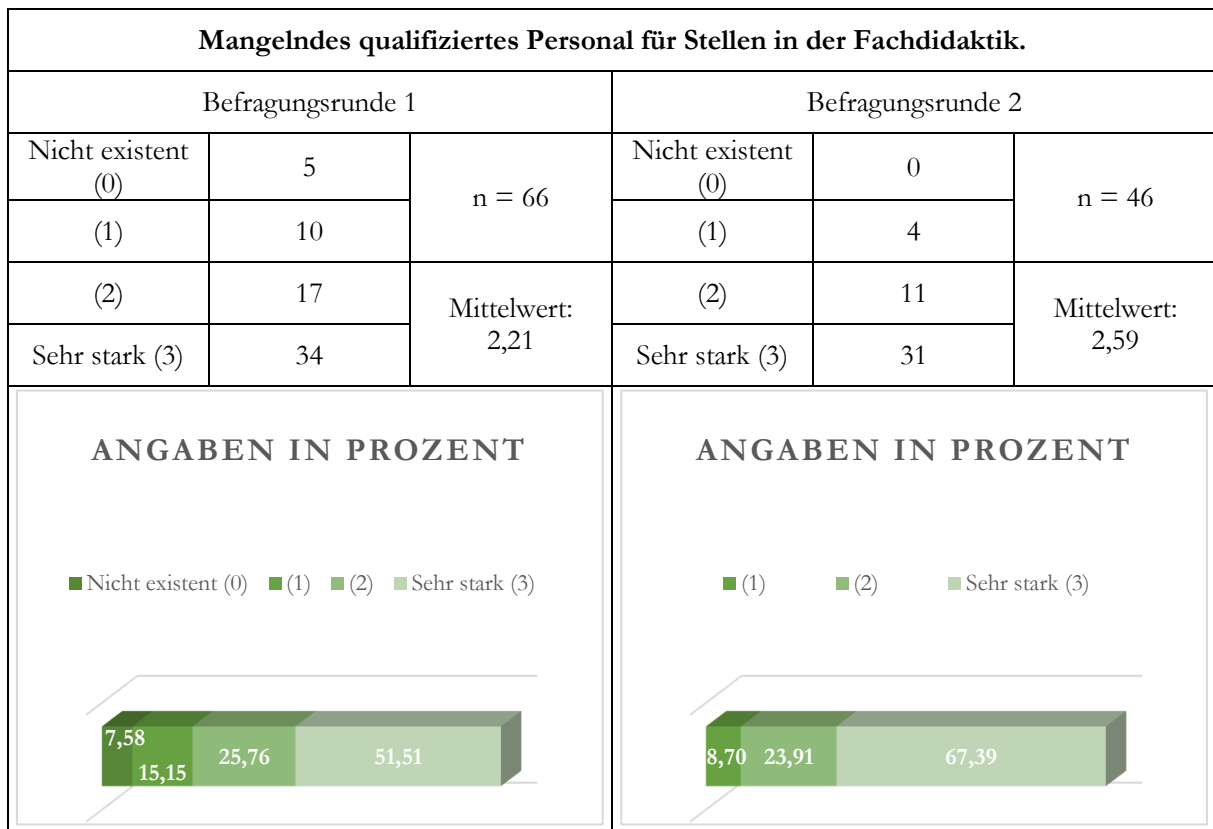 Mangelndes qualifiziertes Personal für Stellen in der Fachdidaktik.
Befragungsrunde 1
Nicht existent
(0)
5
n = 66
(1)
10
(2)
17
Mittelwert:
2,21
Sehr stark (3)
34
Befragungsrunde 2
Nicht existent
(0)
0
n = 46
(1)
4
(2)
11
Mittelwert:
2,59
Sehr stark (3)
31
ANGABEN IN PROZENT
Nicht existent (0) (1) (2) Sehr stark (3)
7,58
15,15
25,76
51,51
ANGABEN IN PROZENT
(1) (2) Sehr stark (3)
8,70
23,91
67,39